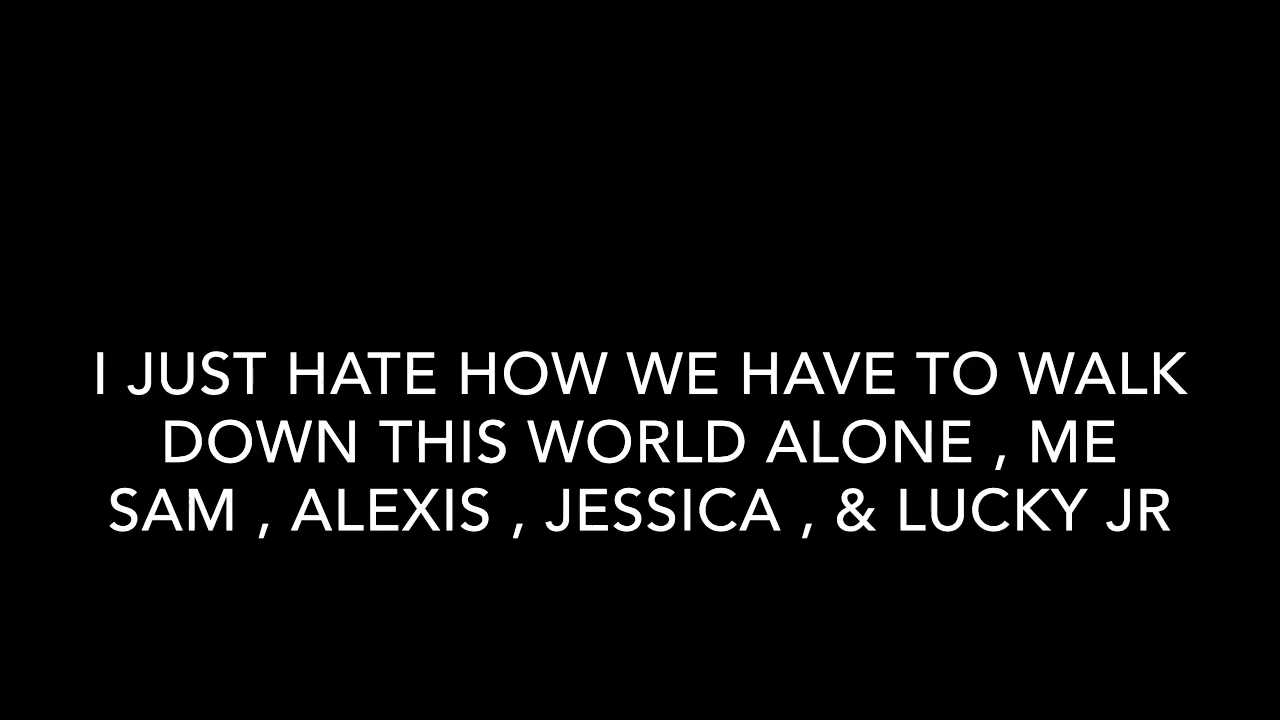 I JUST HATE HOW WE HAVE TO WALK
DOWN THIS WORLD ALONE , ME
SAM , ALEXIS , JESSICA , & LUCKY JR